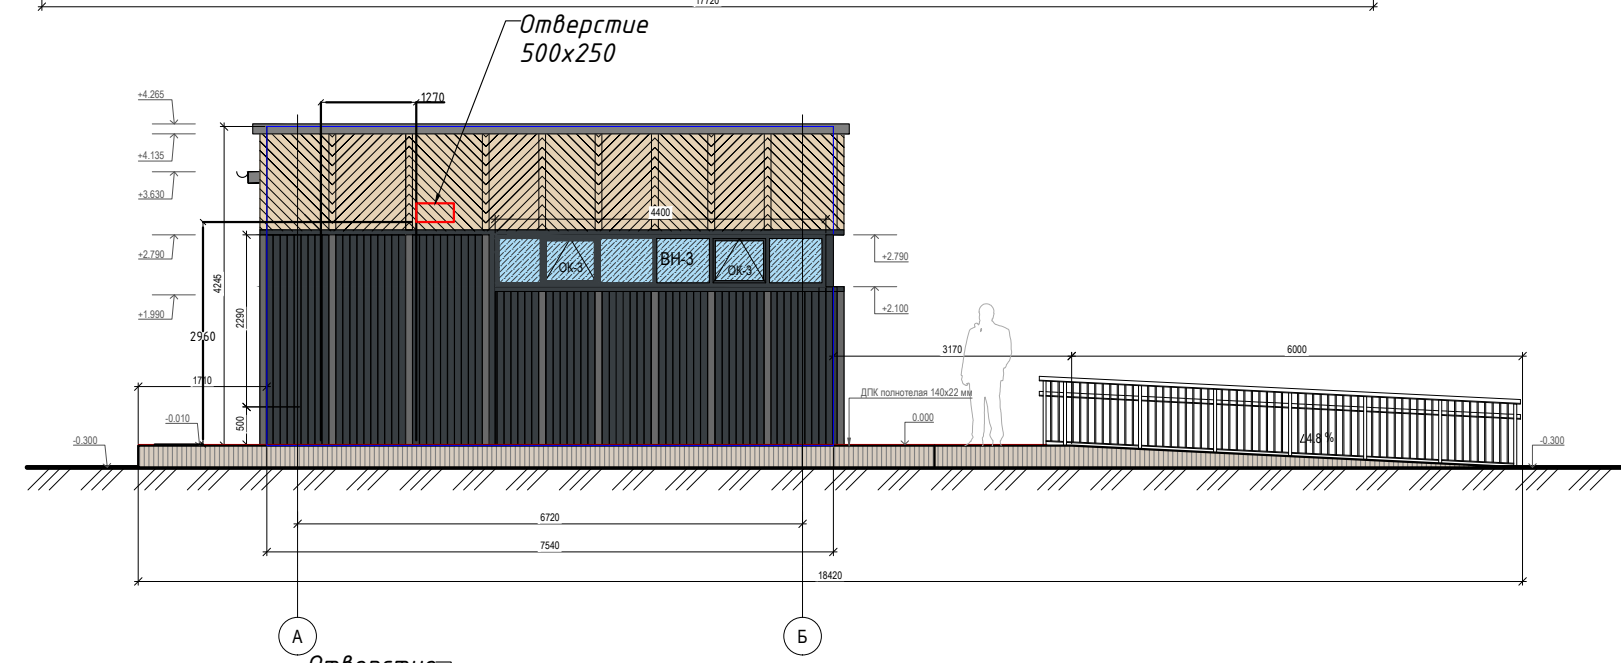 17720
Отверстие
500х250
+4.265
1270
+4.135
+3.630
4400
+2.790
ОК-3
ВН-3
ОК-3
+2.790
4245
+1.990
2290
+2.100
2960
3170
6000
1710
ДПК полнотелая 140х22 мм
-0.010
500
0.000
-0.300
∠4.8 %
-0.300
6720
7540
18420
А
Б
Отверстие